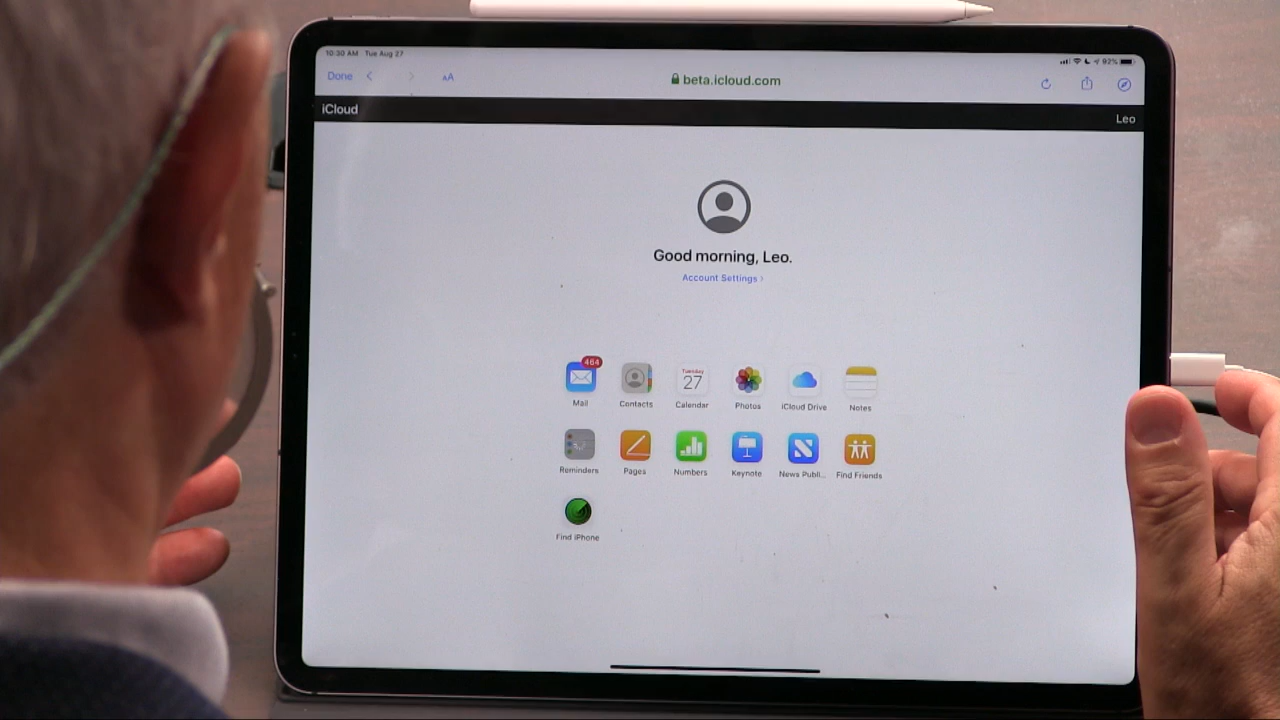 10:30 AM Tue Aug 27
92%
Done
AA
beta.icloud.com
iCloud
Leo
Good morning, Leo.
Account Settings
464
Tuesday
27
Mail
Contacts
Calendar
Photos
iCloud Drive
Notes
Reminders
Pages
Numbers
Keynote
News Publi...
Find Friends
Find iPhone